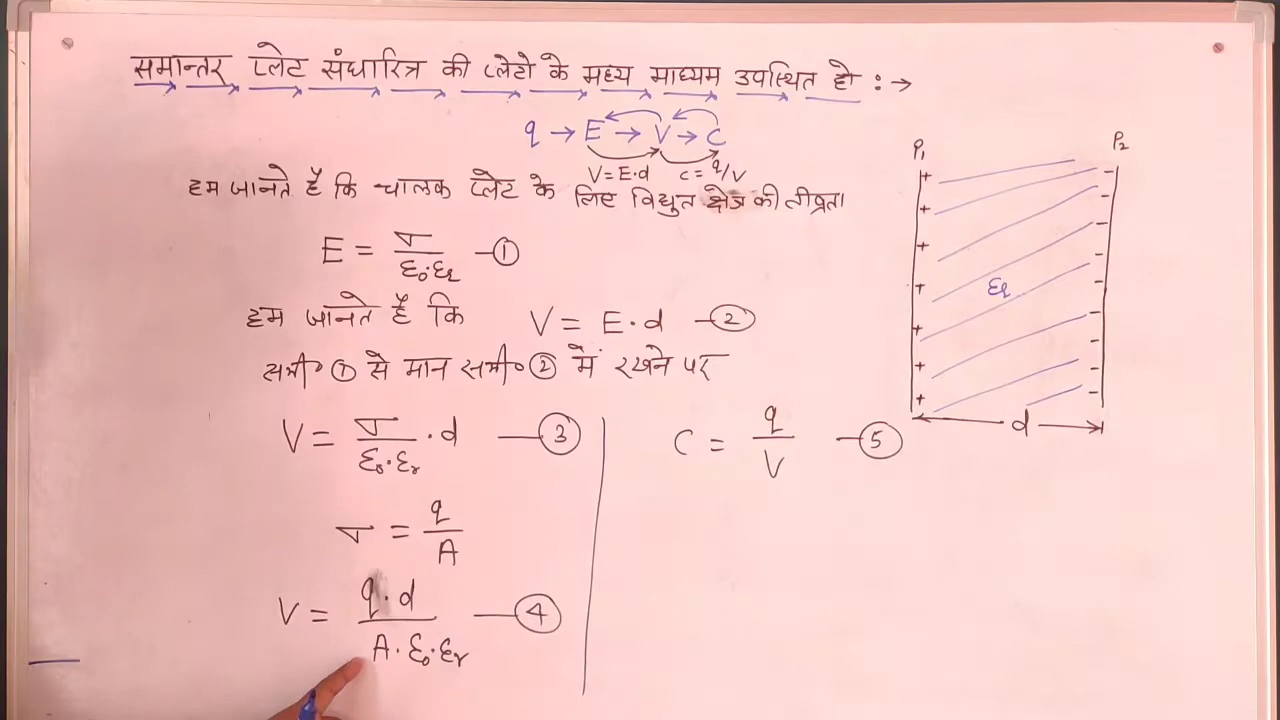 समान्तर प्लेट संधारित्र की प्लेटो के मध्य माध्यम उपस्थित हो :→
q → E → V → C
V=E.d C=q/V
हम जानते हैं कि चालक प्लेट के लिए विद्युत क्षेत्र की तीव्रता
E = σ/ε₀.εr —①
हम जानते हैं कि V = E.d —②
समी० ① से मान समी० ② में रखने पर
V = σ/ε₀.εr .d —③
σ = q/A
V = q.d/A.ε₀.εr —④
C = q/V —⑤
P₁ P₂
+ -
+ -
+ -
+ -
+ -
+ -
+ -
-
εr
d